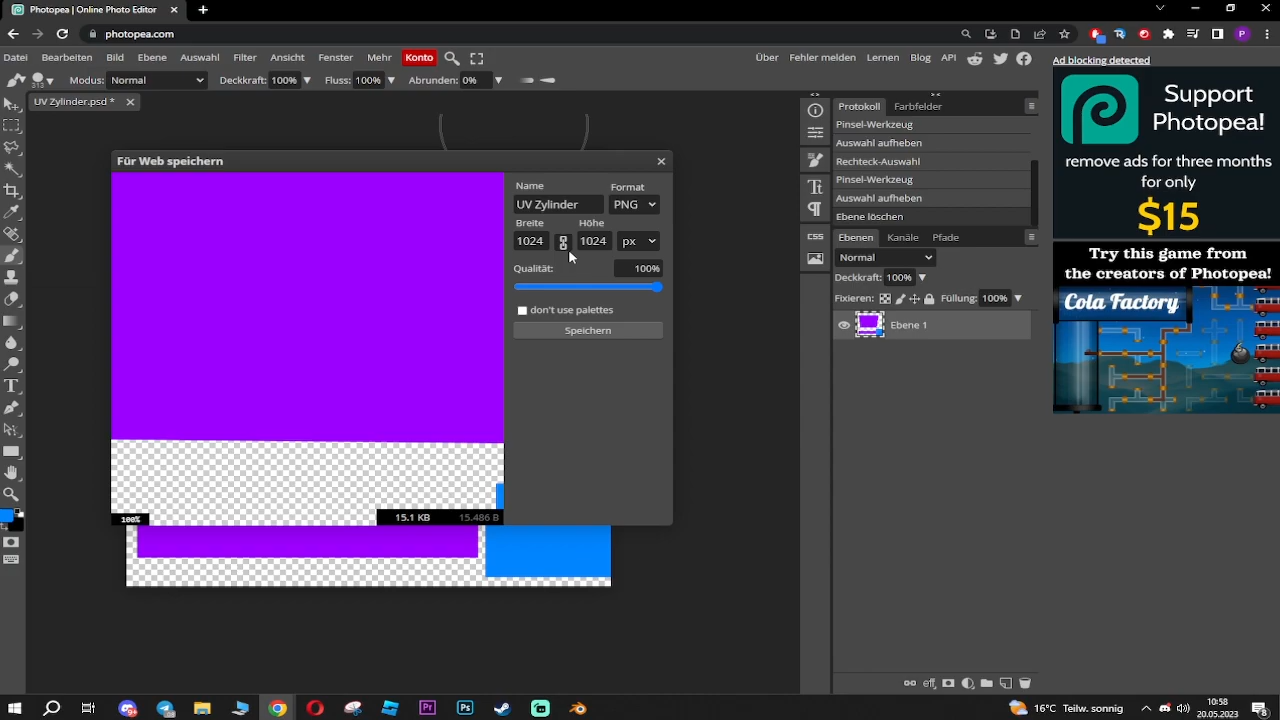 Photopea | Online Photo Editor
photopea.com
Datei Bearbeiten Bild Ebene Auswahl Filter Ansicht Fenster Mehr Konto Über Fehler melden Lernen Blog API
313 Modus: Normal Deckkraft: 100% Fluss: 100% Abrunden: 0%
UV Zylinder.psd *
Für Web speichern
Name Format
UV Zylinder PNG
Breite Höhe
1024 1024 px
Qualität: 100%
don't use palettes
Speichern
100% 15.1 KB 15.486 B
CSS
Protokoll Farbfelder
Pinsel-Werkzeug
Auswahl aufheben
Rechteck-Auswahl
Pinsel-Werkzeug
Auswahl aufheben
Ebene löschen
Ebenen Kanäle Pfade
Normal
Deckkraft: 100%
Fixieren: Füllung: 100%
Ebene 1
eff
Ad blocking detected
Support
Photopea!
remove ads for three months
for only
$15
Try this game from
the creators of Photopea!
Cola Factory
16°C Teilw. sonnig
10:58
20.05.2023
8